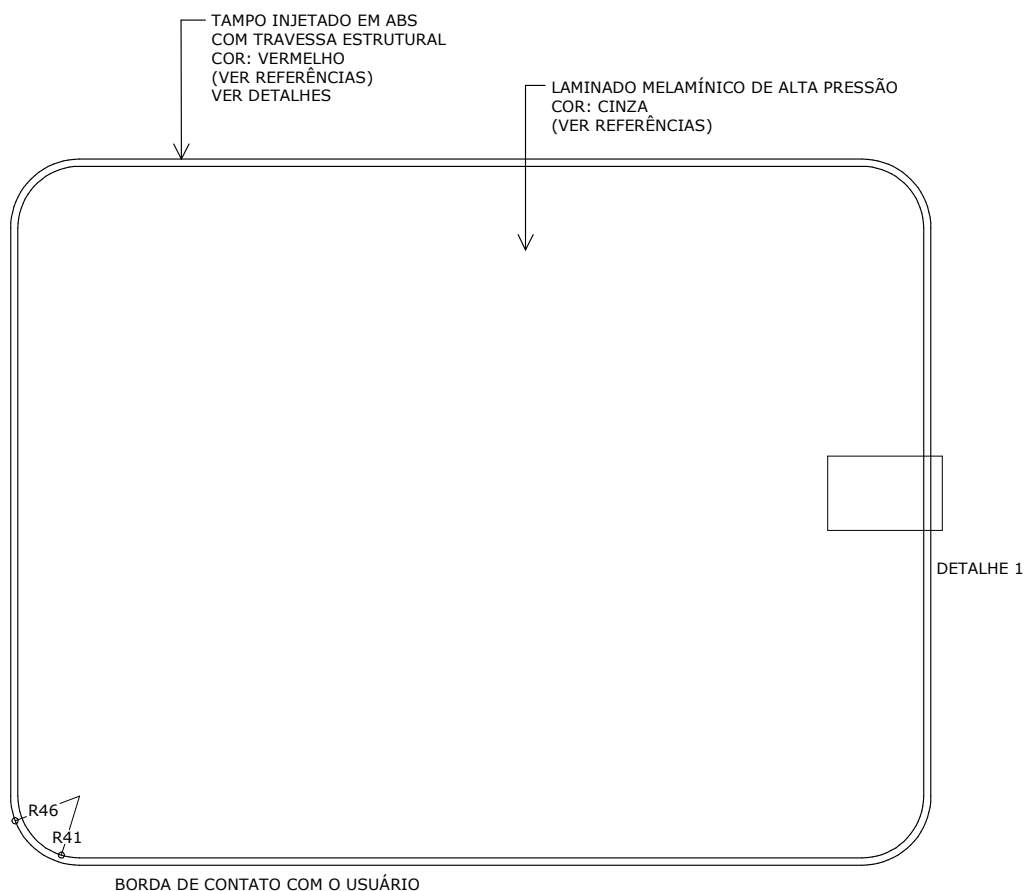 TAMPO INJETADO EM ABS
COM TRAVESSA ESTRUTURAL
COR: VERMELHO
(VER REFERÊNCIAS)
VER DETALHES
LAMINADO MELAMÍNICO DE ALTA PRESSÃO
COR: CINZA
(VER REFERÊNCIAS)
DETALHE 1
R46
R41
BORDA DE CONTATO COM O USUÁRIO